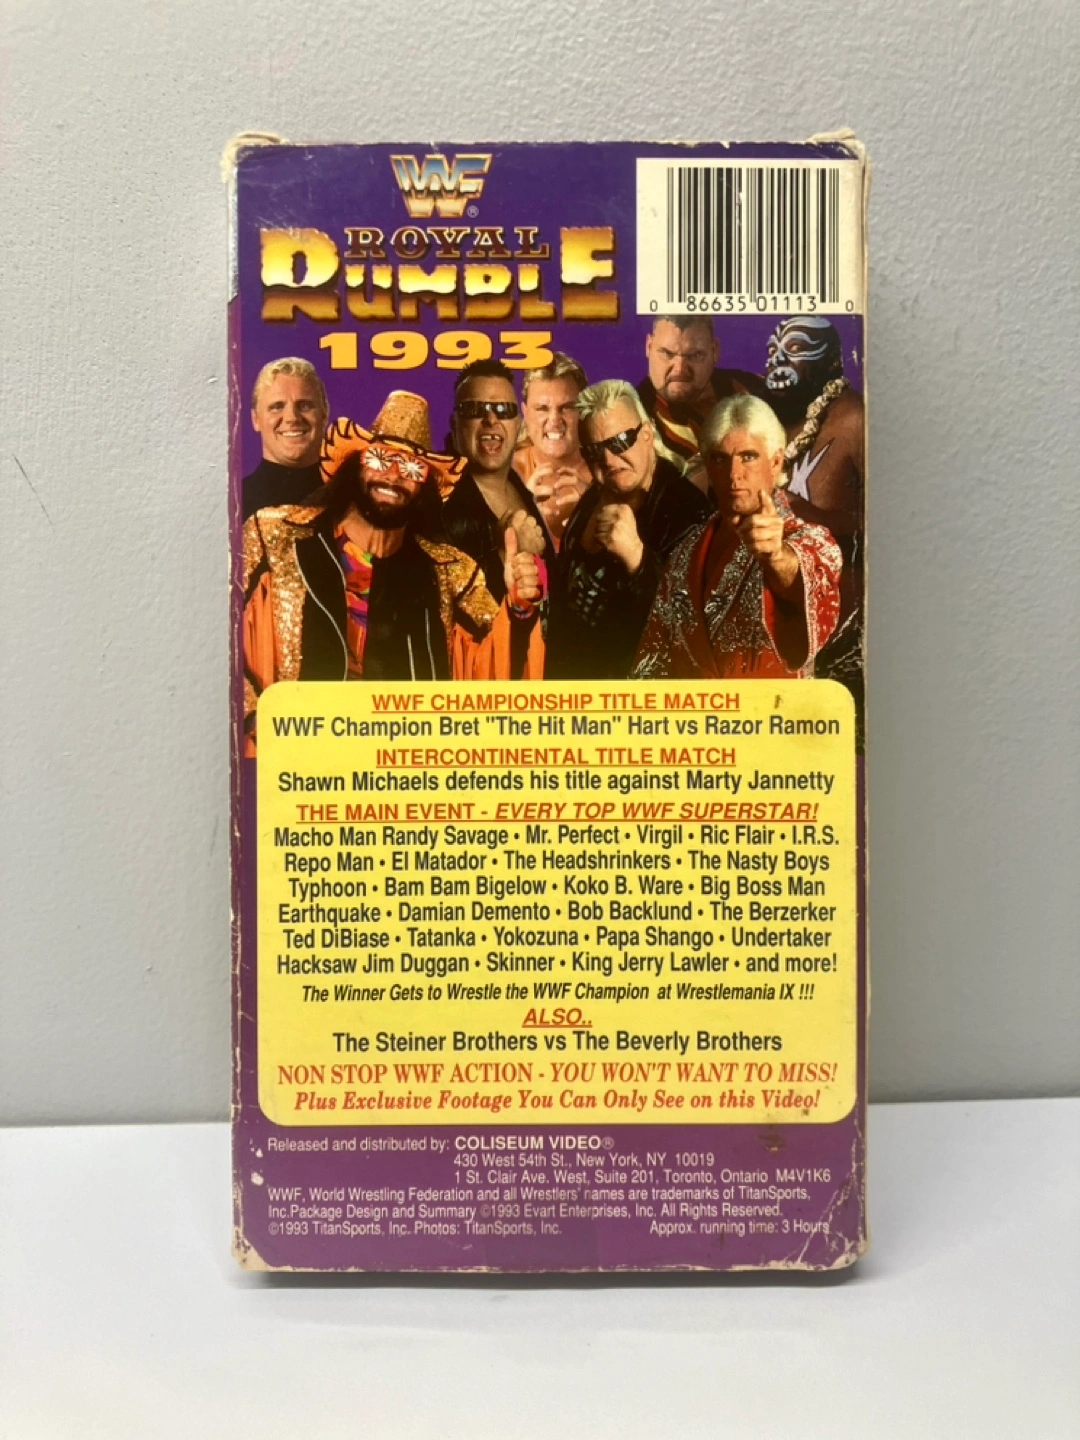 WWF®
ROYAL
RUMBLE
1993
0 86635 01113 0
WWF CHAMPIONSHIP TITLE MATCH
WWF Champion Bret "The Hit Man" Hart vs Razor Ramon
INTERCONTINENTAL TITLE MATCH
Shawn Michaels defends his title against Marty Jannetty
THE MAIN EVENT - EVERY TOP WWF SUPERSTAR!
Macho Man Randy Savage • Mr. Perfect • Virgil • Ric Flair • I.R.S.
Repo Man • El Matador • The Headshrinkers • The Nasty Boys
Typhoon • Bam Bam Bigelow • Koko B. Ware • Big Boss Man
Earthquake • Damian Demento • Bob Backlund • The Berzerker
Ted DiBiase • Tatanka • Yokozuna • Papa Shango • Undertaker
Hacksaw Jim Duggan • Skinner • King Jerry Lawler • and more!
The Winner Gets to Wrestle the WWF Champion at Wrestlemania IX !!!
ALSO..
The Steiner Brothers vs The Beverly Brothers
NON STOP WWF ACTION - YOU WON'T WANT TO MISS!
Plus Exclusive Footage You Can Only See on this Video!
Released and distributed by: COLISEUM VIDEO®
430 West 54th St., New York, NY 10019
1 St. Clair Ave. West, Suite 201, Toronto, Ontario M4V1K6
WWF, World Wrestling Federation and all Wrestlers' names are trademarks of TitanSports,
Inc.Package Design and Summary ©1993 Evart Enterprises, Inc. All Rights Reserved.
©1993 TitanSports, Inc. Photos: TitanSports, Inc. Approx. running time: 3 Hours